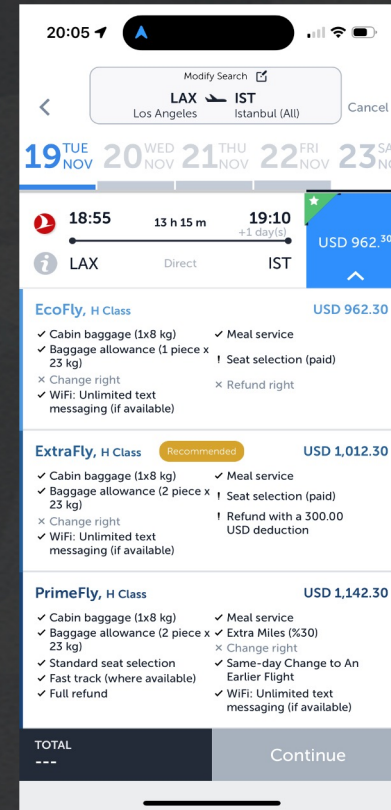 20:05
Modify Search
LAX IST
Los Angeles Istanbul (All)
Cancel
19 TUE NOV 20 WED NOV 21 THU NOV 22 FRI NOV 23
18:55 13 h 15 m 19:10
+1 day(s)
LAX Direct IST
USD 962.30
EcoFly, H Class USD 962.30
✓ Cabin baggage (1x8 kg)
✓ Baggage allowance (1 piece x
23 kg)
× Change right
✓ WiFi: Unlimited text
messaging (if available)
✓ Meal service
! Seat selection (paid)
× Refund right
ExtraFly, H Class Recommended USD 1,012.30
✓ Cabin baggage (1x8 kg)
✓ Baggage allowance (2 piece x
23 kg)
× Change right
✓ WiFi: Unlimited text
messaging (if available)
✓ Meal service
! Seat selection (paid)
! Refund with a 300.00
USD deduction
PrimeFly, H Class USD 1,142.30
✓ Cabin baggage (1x8 kg)
✓ Baggage allowance (2 piece x
23 kg)
✓ Standard seat selection
✓ Fast track (where available)
✓ Full refund
✓ Meal service
✓ Extra Miles (%30)
× Change right
✓ Same-day Change to An
Earlier Flight
✓ WiFi: Unlimited text
messaging (if available)
TOTAL
---
Continue